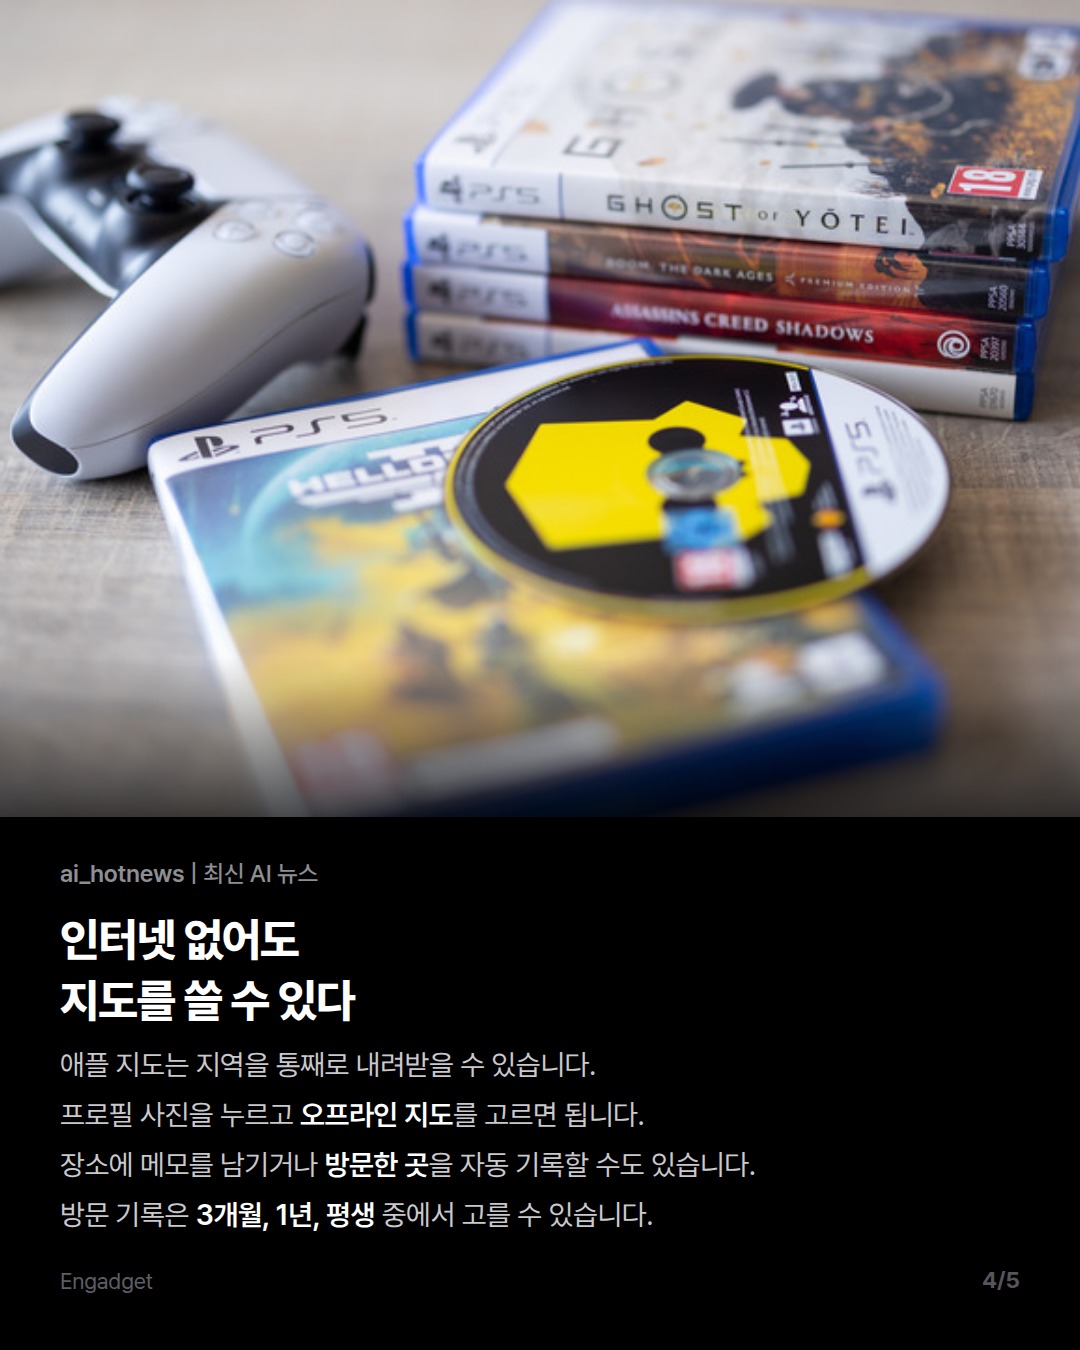 GHOST
PS5
GHOST OF YŌTEI
18
PS5
DOOM: THE DARK AGES
PREMIUM EDITION
PS5
ASSASSIN'S CREED SHADOWS
PS5
HELLD
PS5
ai_hotnews | 최신 AI 뉴스
인터넷 없어도
지도를 쓸 수 있다
애플 지도는 지역을 통째로 내려받을 수 있습니다.
프로필 사진을 누르고 오프라인 지도를 고르면 됩니다.
장소에 메모를 남기거나 방문한 곳을 자동 기록할 수도 있습니다.
방문 기록은 3개월, 1년, 평생 중에서 고를 수 있습니다.
Engadget
4/5